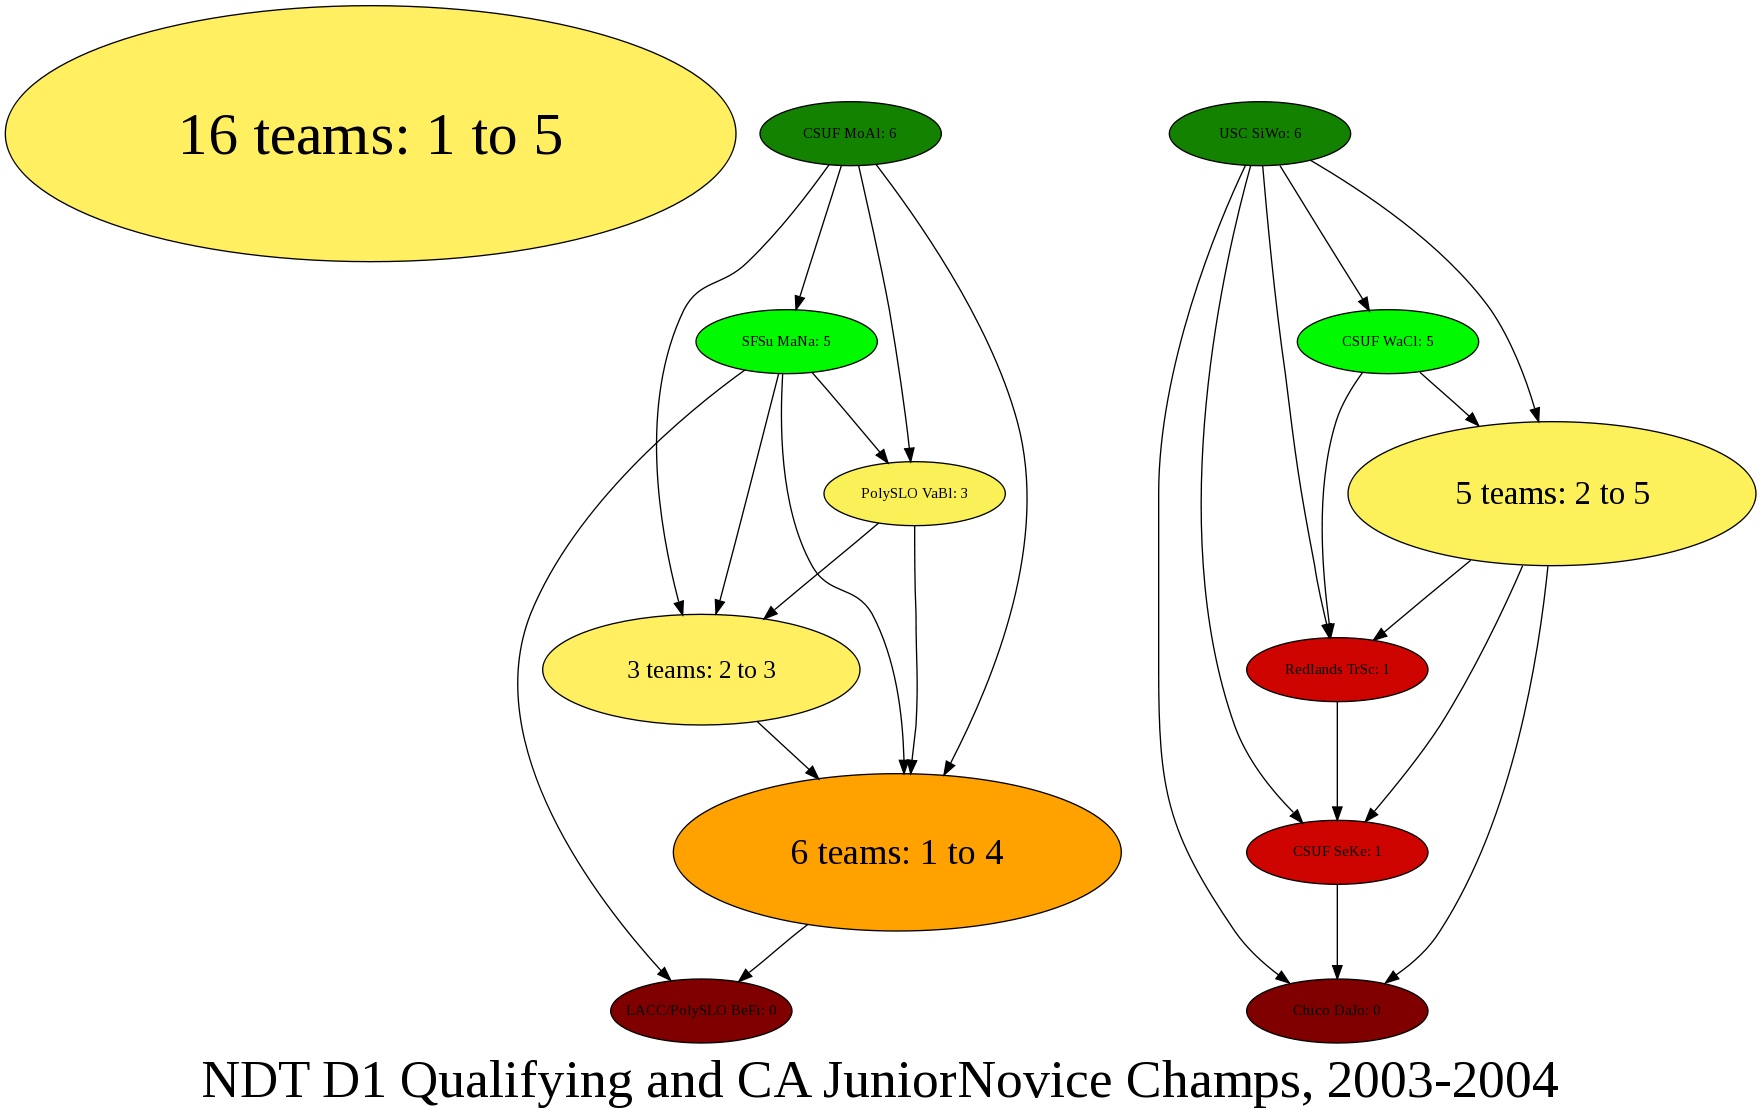 16 teams: 1 to 5
CSUF MoAl: 6
USC SiWo: 6
SFSu MaNa: 5
CSUF WaCl: 5
PolySLO VaBl: 3
5 teams: 2 to 5
3 teams: 2 to 3
Redlands TrSc: 1
6 teams: 1 to 4
CSUF SeKe: 1
LACC/PolySLO BeFi: 0
Chico DaJo: 0
NDT D1 Qualifying and CA JuniorNovice Champs, 2003-2004